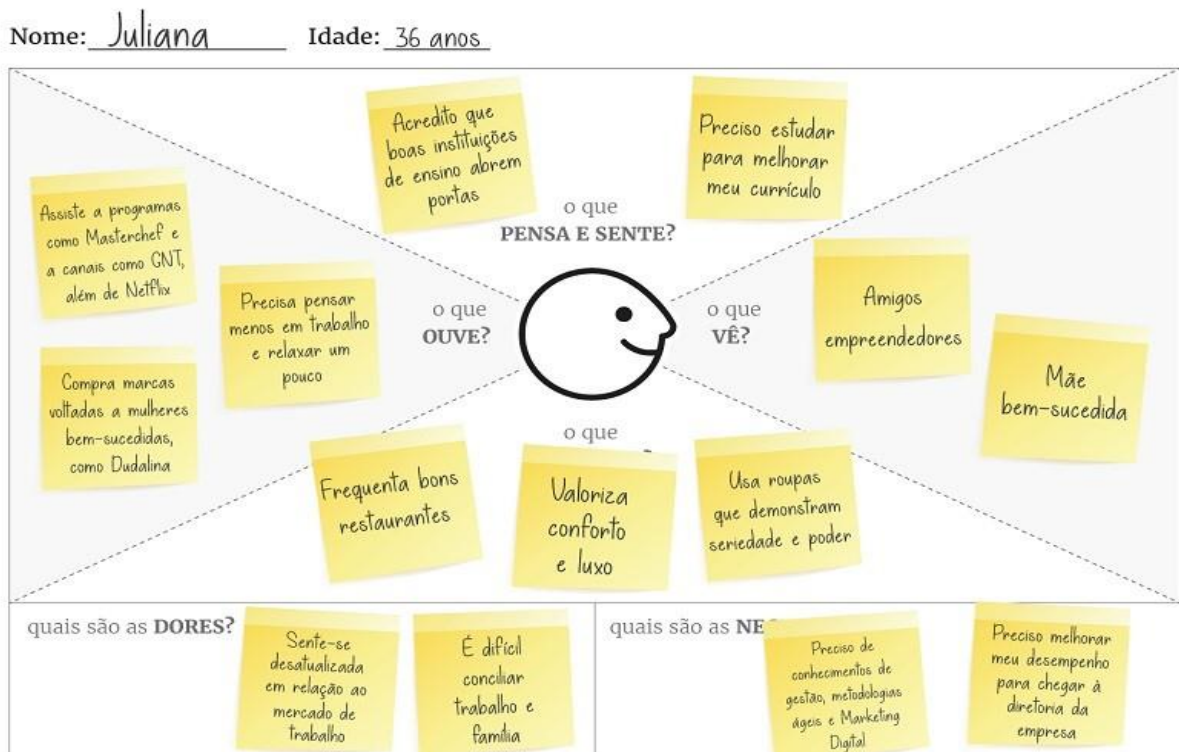 Nome: Juliana Idade: 36 anos
Acredito que
boas instituições
de ensino abrem
portas
Preciso estudar
para melhorar
meu currículo
o que
PENSA E SENTE?
Assiste a programas
como Masterchef e
a canais como GNT,
além de Netflix
Precisa pensar
menos em trabalho
e relaxar um
pouco
Compra marcas
voltadas a mulheres
bem-sucedidas,
como Dudalina
o que
OUVE?
o que
VÊ?
Amigos
empreendedores
Mãe
bem-sucedida
o que
Frequenta bons
restaurantes
Valoriza
conforto
e luxo
Usa roupas
que demonstram
seriedade e poder
quais são as DORES?
Sente-se
desatualizada
em relação ao
mercado de
trabalho
É difícil
conciliar
trabalho e
família
quais são as NE
Preciso de
conhecimentos de
gestão, metodologias
ágeis e Marketing
Digital
Preciso melhorar
meu desempenho
para chegar à
diretoria da
empresa